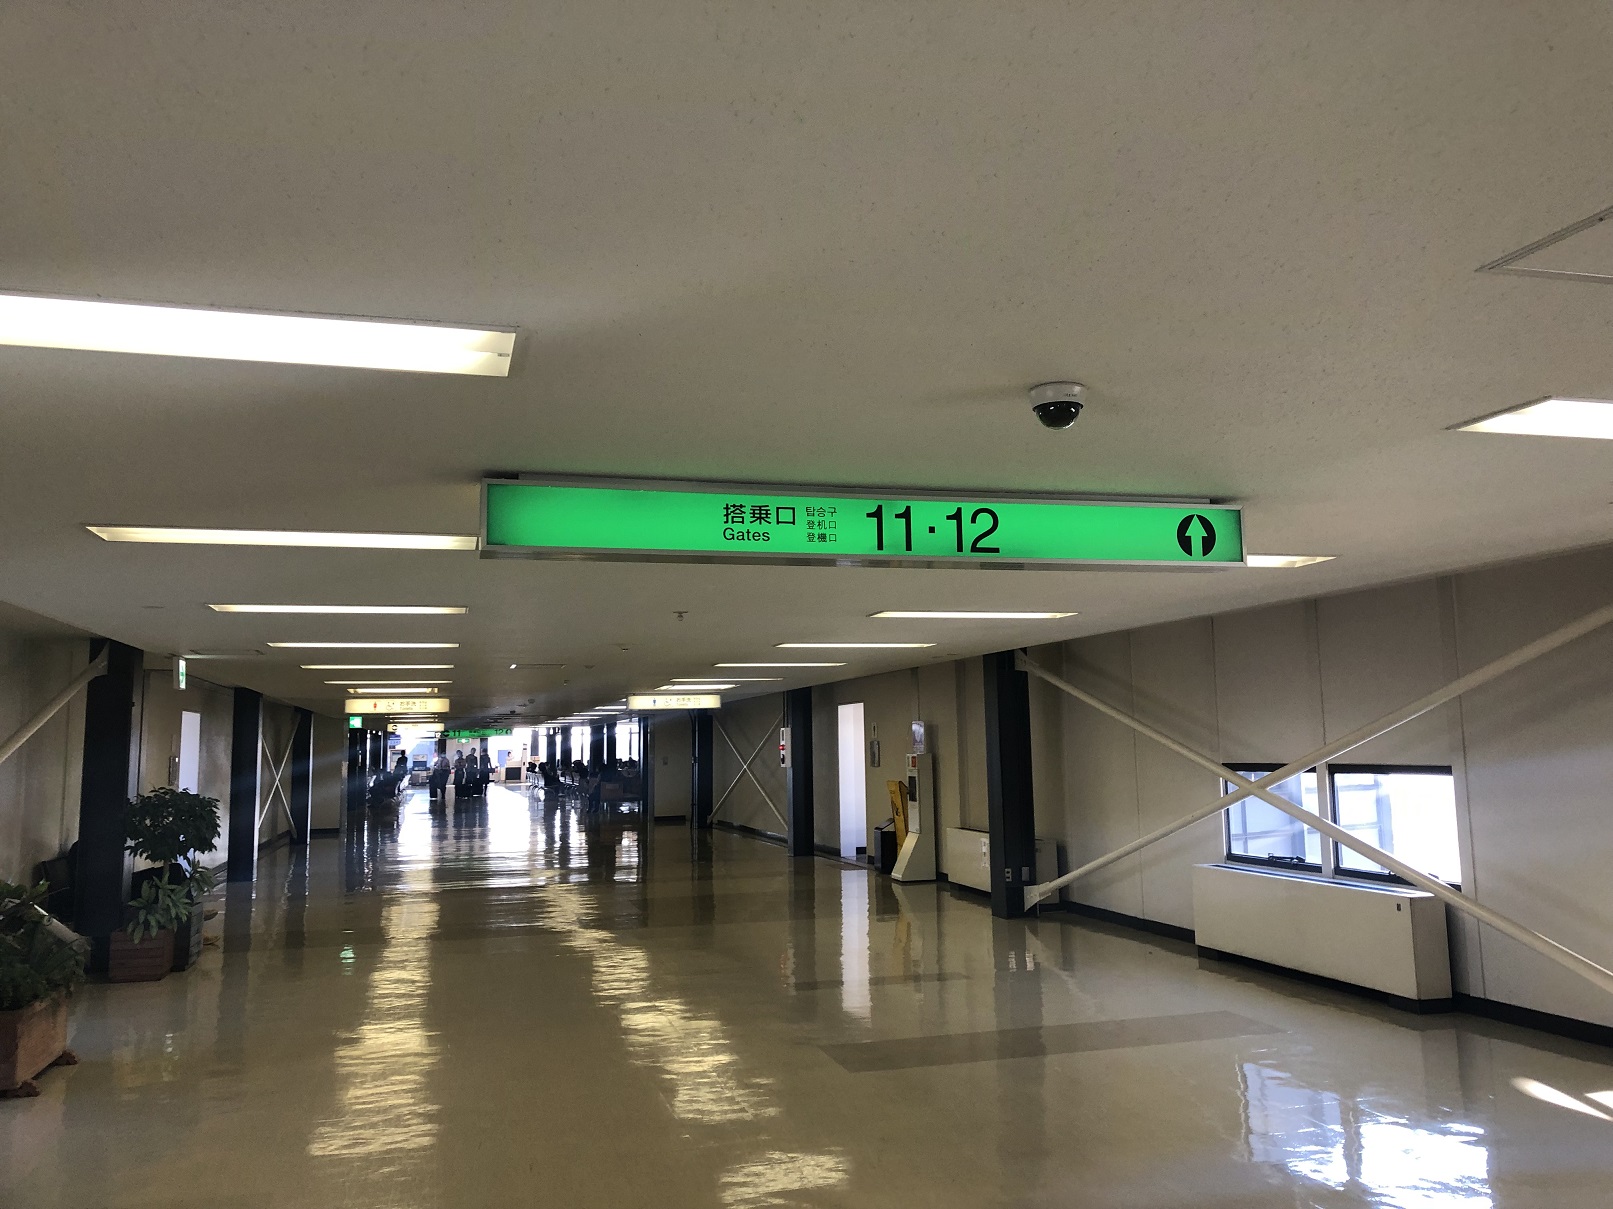 搭乗口
Gates
탑승구
登机口
登機口
11・12